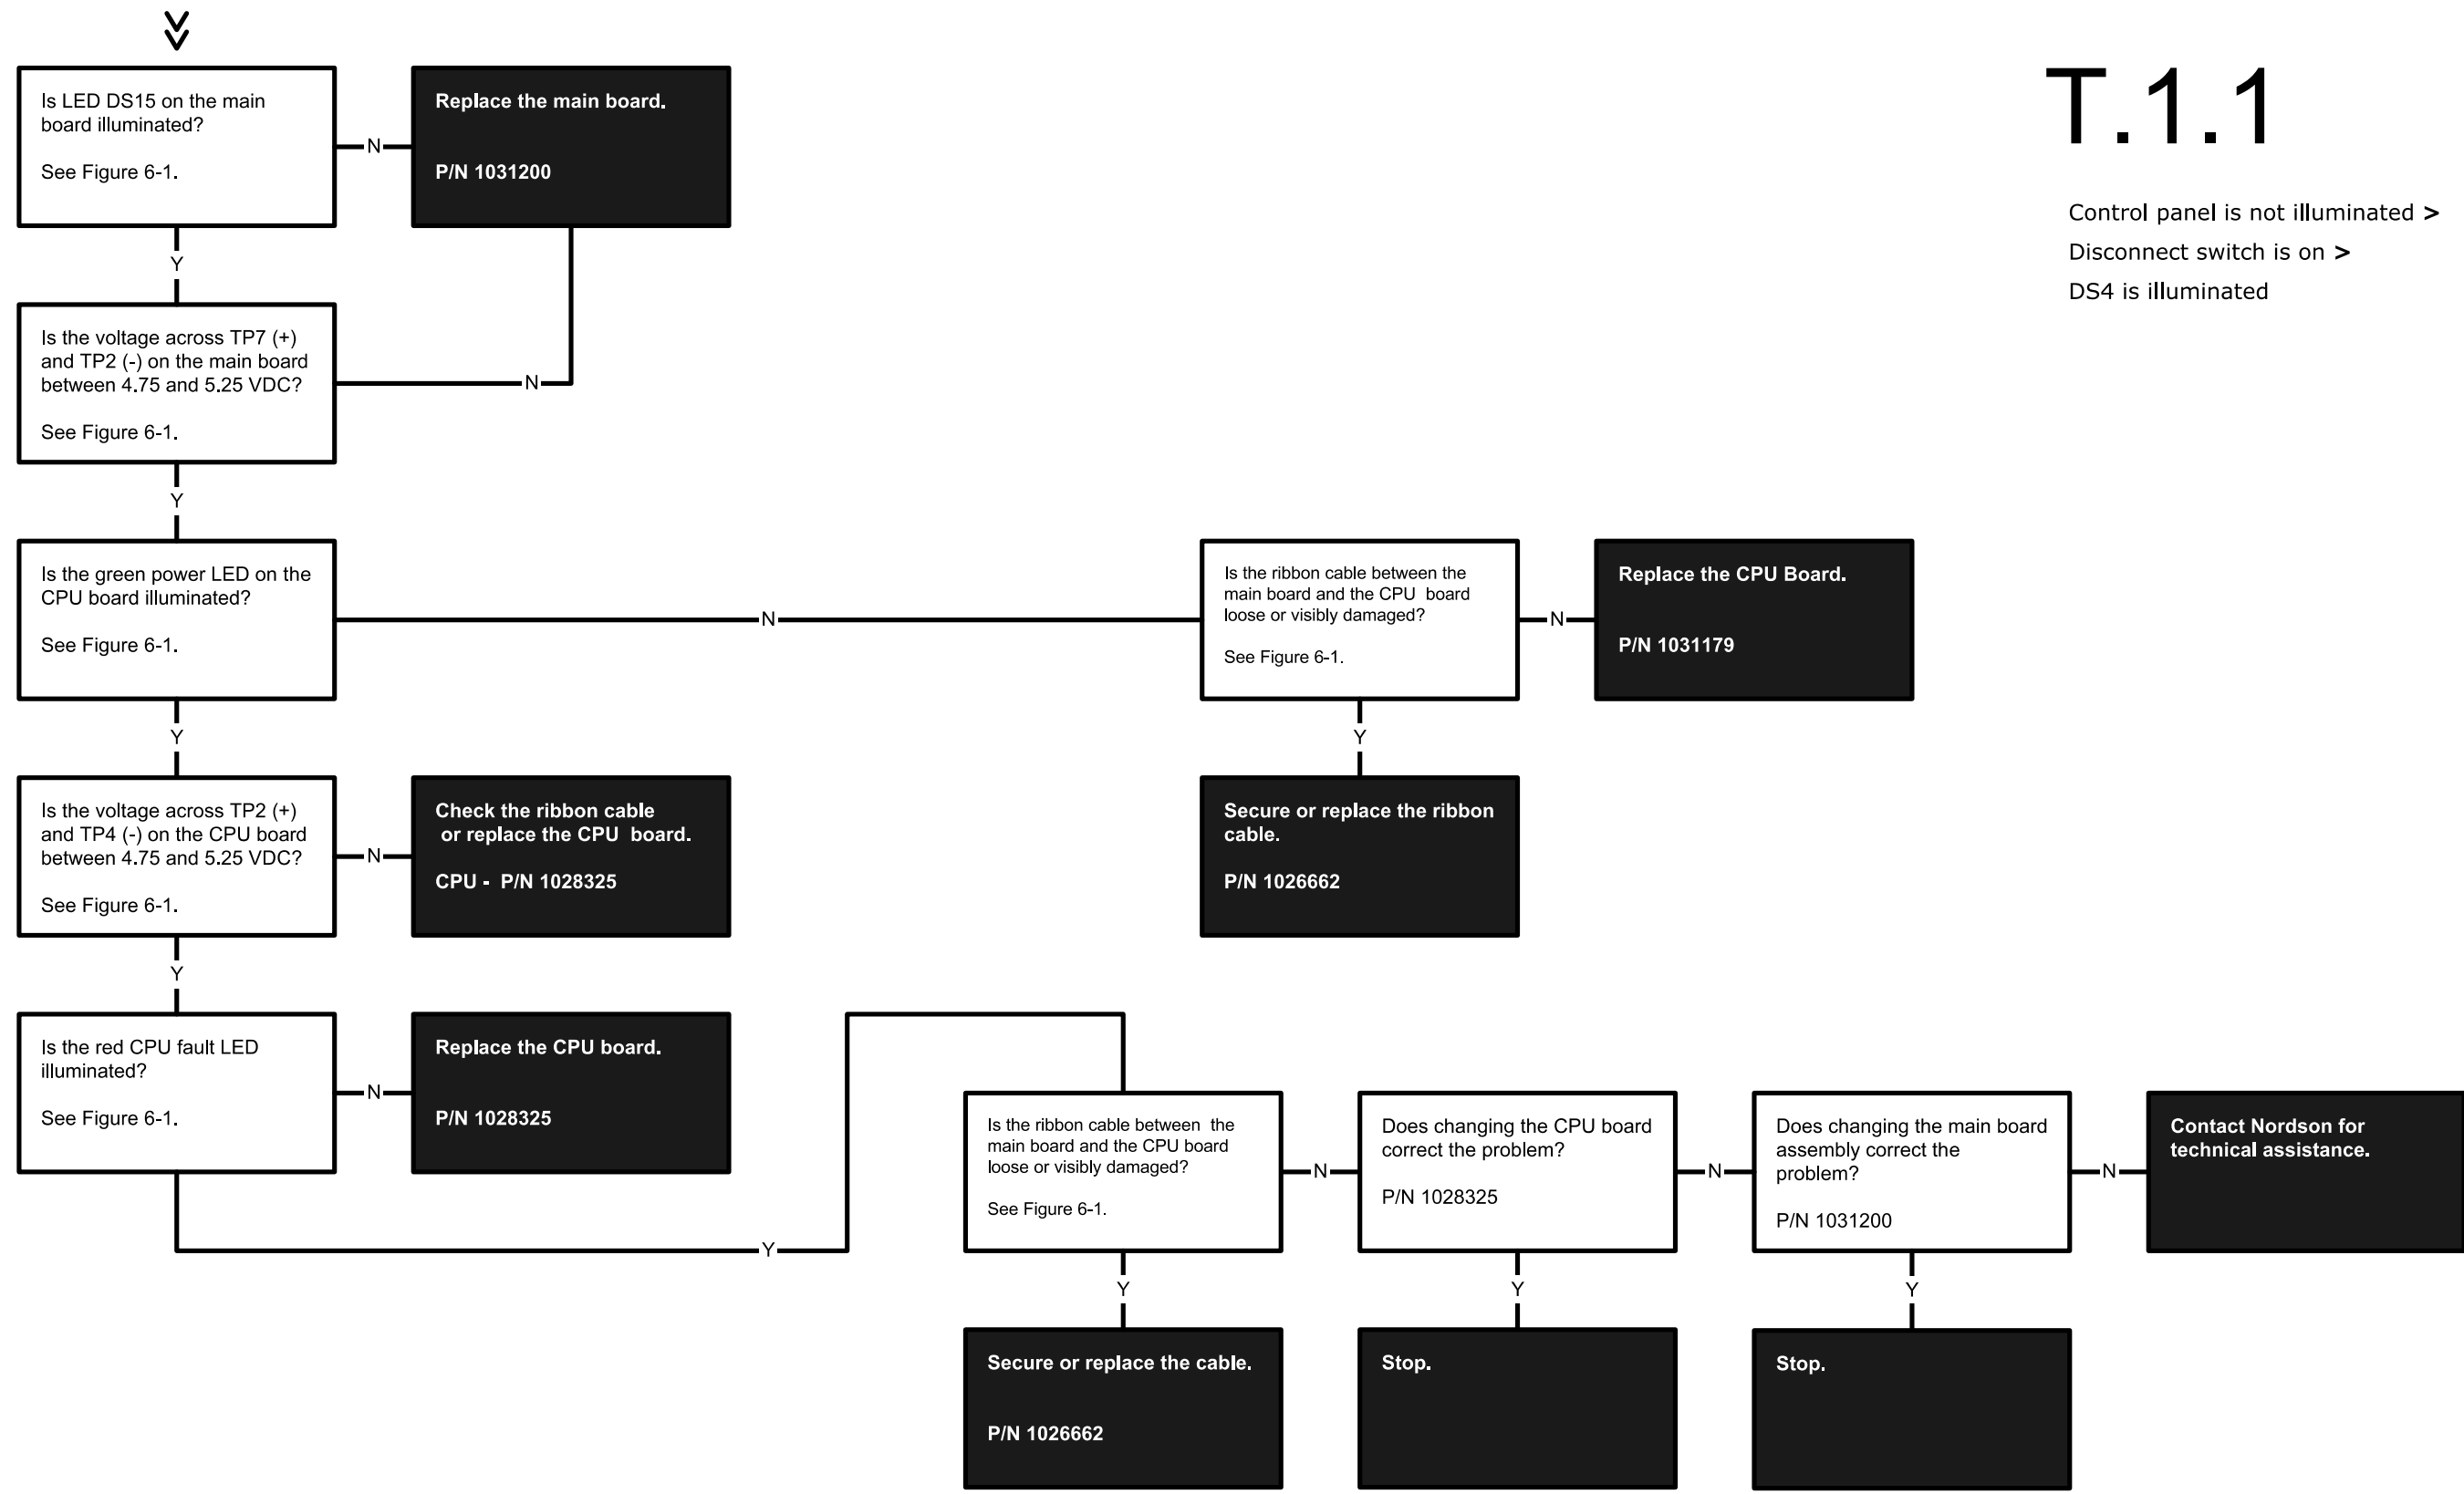 T.1.1
Control panel is not illuminated >
Disconnect switch is on >
DS4 is illuminated
Is LED DS15 on the main
board illuminated?
See Figure 6-1.
N
Replace the main board.
P/N 1031200
Y
Is the voltage across TP7 (+)
and TP2 (-) on the main board
between 4.75 and 5.25 VDC?
See Figure 6-1.
N
Y
Is the green power LED on the
CPU board illuminated?
See Figure 6-1.
N
Is the ribbon cable between the
main board and the CPU  board
loose or visibly damaged?
See Figure 6-1.
N
Replace the CPU Board.
P/N 1031179
Y
Y
Is the voltage across TP2 (+)
and TP4 (-) on the CPU board
between 4.75 and 5.25 VDC?
See Figure 6-1.
N
Check the ribbon cable
or replace the CPU  board.
CPU -  P/N 1028325
Secure or replace the ribbon
cable.
P/N 1026662
Y
Is the red CPU fault LED
illuminated?
See Figure 6-1.
N
Replace the CPU board.
P/N 1028325
Y
Is the ribbon cable between  the
main board and the CPU board
loose or visibly damaged?
See Figure 6-1.
N
Does changing the CPU board
correct the problem?
P/N 1028325
N
Does changing the main board
assembly correct the
problem?
P/N 1031200
N
Contact Nordson for
technical assistance.
Y
Y
Y
Secure or replace the cable.
P/N 1026662
Stop.
Stop.